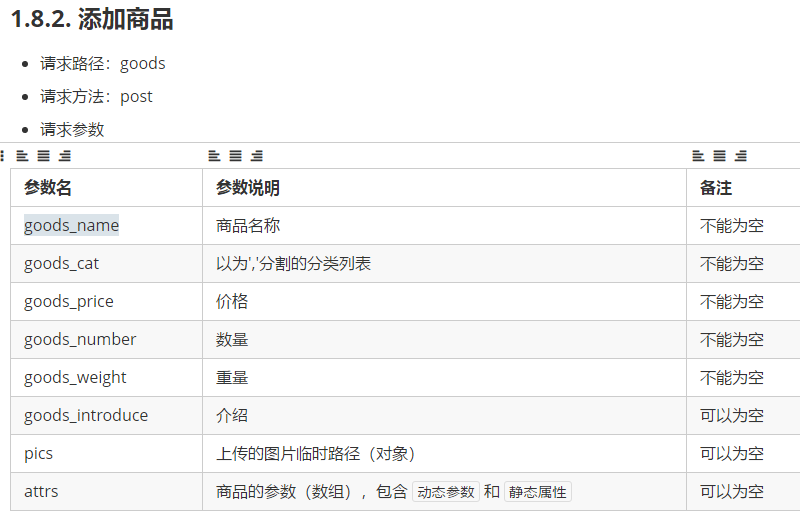 1.8.2. 添加商品
请求路径：goods
请求方法：post
请求参数
参数名 参数说明 备注
goods_name 商品名称 不能为空
goods_cat 以为','分割的分类列表 不能为空
goods_price 价格 不能为空
goods_number 数量 不能为空
goods_weight 重量 不能为空
goods_introduce 介绍 可以为空
pics 上传的图片临时路径（对象） 可以为空
attrs 商品的参数（数组），包含 动态参数 和 静态属性 可以为空